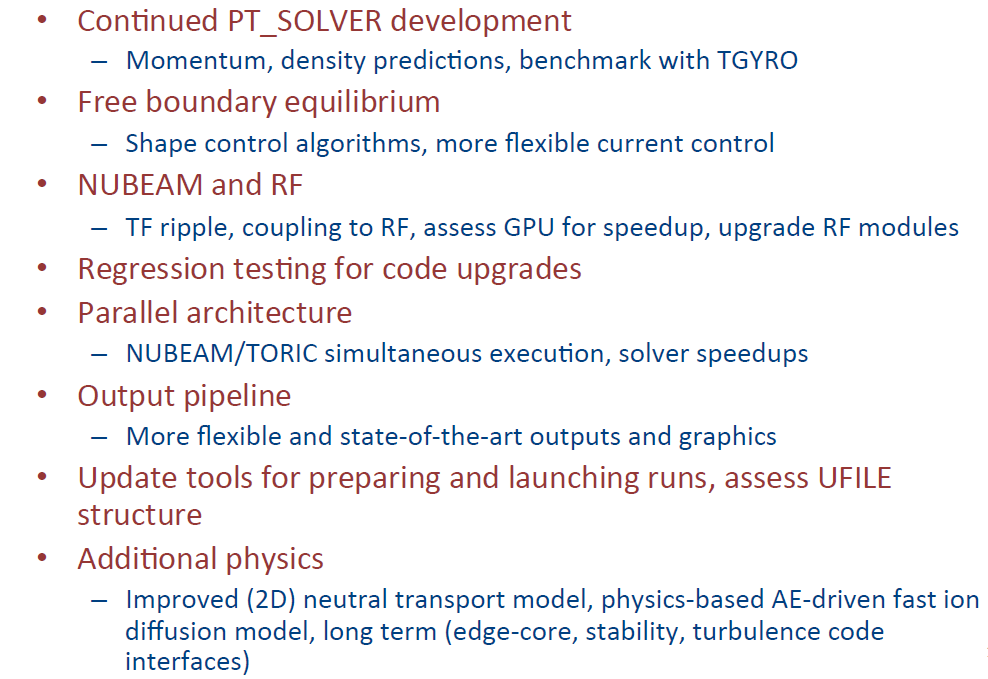 • Continued PT_SOLVER development
– Momentum, density predictions, benchmark with TGYRO
• Free boundary equilibrium
– Shape control algorithms, more flexible current control
• NUBEAM and RF
– TF ripple, coupling to RF, assess GPU for speedup, upgrade RF modules
• Regression testing for code upgrades
• Parallel architecture
– NUBEAM/TORIC simultaneous execution, solver speedups
• Output pipeline
– More flexible and state-of-the-art outputs and graphics
• Update tools for preparing and launching runs, assess UFILE
structure
• Additional physics
– Improved (2D) neutral transport model, physics-based AE-driven fast ion
diffusion model, long term (edge-core, stability, turbulence code
interfaces)